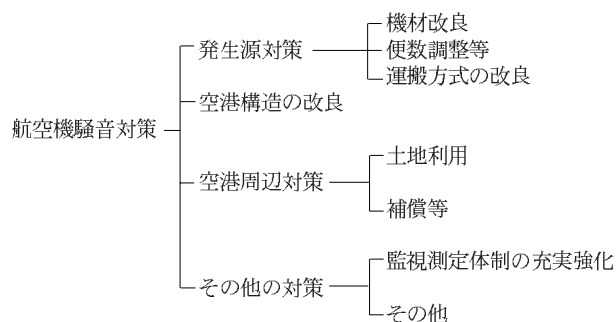 航空機騒音対策
発生源対策
機材改良
便数調整等
運搬方式の改良
空港構造の改良
空港周辺対策
土地利用
補償等
その他の対策
監視測定体制の充実強化
その他